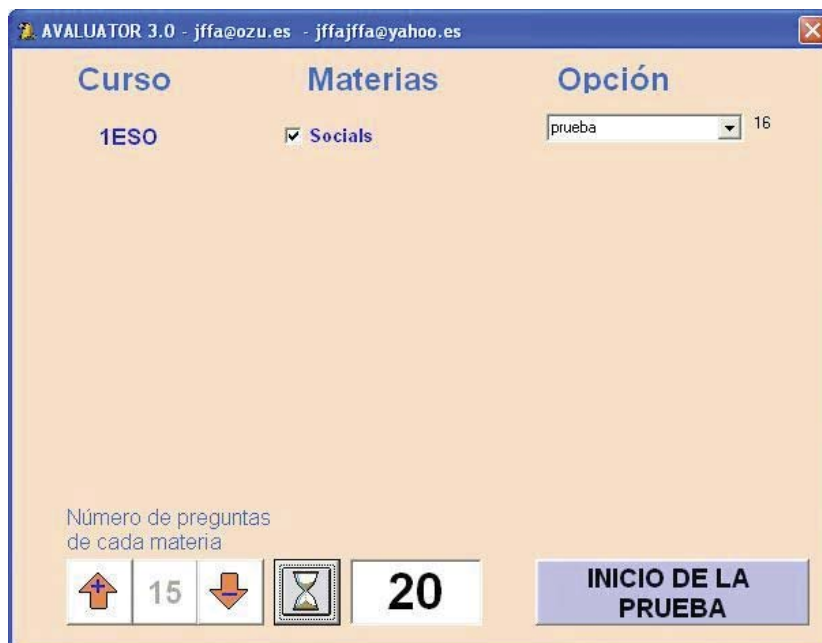 AVALUATOR 3.0 - jffa@ozu.es - jffajffa@yahoo.es
Curso Materias Opción
1ESO Socials prueba 16
Número de preguntas
de cada materia
+ 15 - 20
INICIO DE LA
PRUEBA